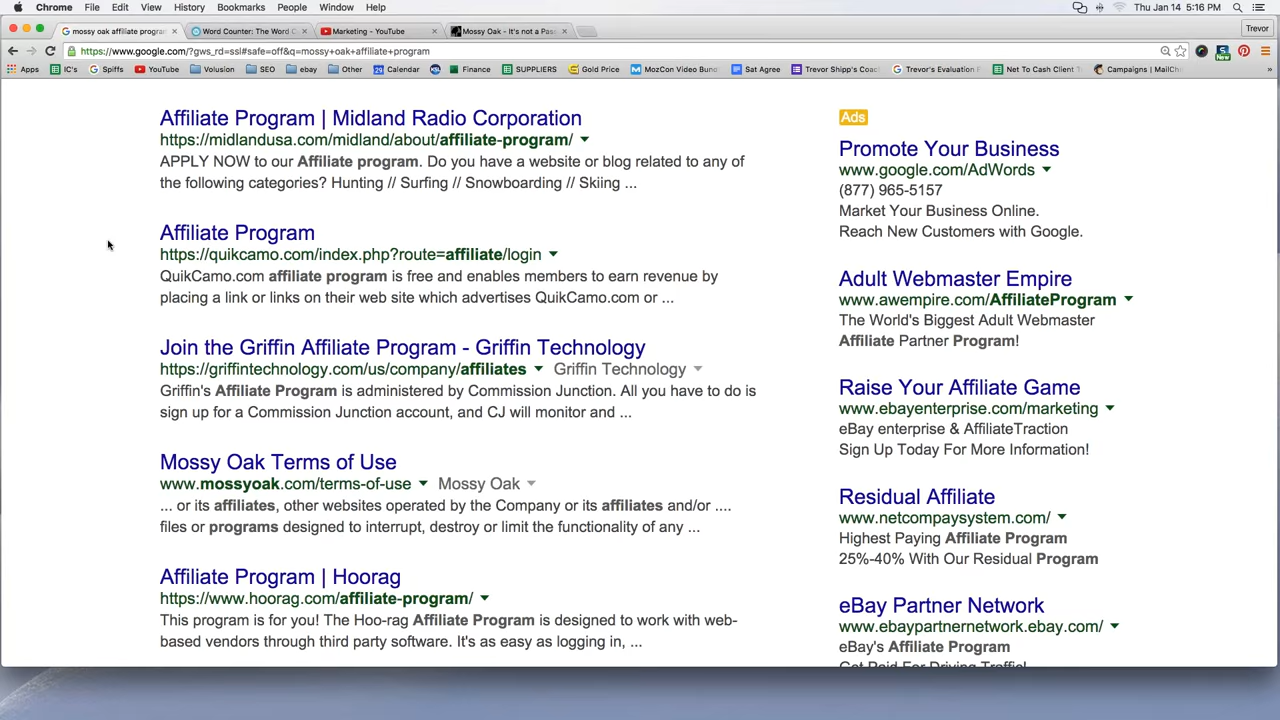 Chrome File Edit View History Bookmarks People Window Help Thu Jan 14 5:16 PM
mossy oak affiliate progra Word Counter: The Word C Marketing - YouTube Mossy Oak - It's not a Pas Trevor
https://www.google.com/?gws_rd=ssl#safe=off&q=mossy+oak+affiliate+program
Apps IC's Spiffs YouTube Volusion SEO ebay Other Calendar Finance SUPPLIERS Gold Price MozCon Video Bund Sat Agree Trevor Shipp's Coac Trevor's Evaluation Net To Cash Client T Campaigns | MailCh »
Affiliate Program | Midland Radio Corporation
https://midlandusa.com/midland/about/affiliate-program/
APPLY NOW to our Affiliate program. Do you have a website or blog related to any of
the following categories? Hunting // Surfing // Snowboarding // Skiing ...
Affiliate Program
https://quikcamo.com/index.php?route=affiliate/login
QuikCamo.com affiliate program is free and enables members to earn revenue by
placing a link or links on their web site which advertises QuikCamo.com or ...
Join the Griffin Affiliate Program - Griffin Technology
https://griffintechnology.com/us/company/affiliates Griffin Technology
Griffin's Affiliate Program is administered by Commission Junction. All you have to do is
sign up for a Commission Junction account, and CJ will monitor and ...
Mossy Oak Terms of Use
www.mossyoak.com/terms-of-use Mossy Oak
... or its affiliates, other websites operated by the Company or its affiliates and/or ....
files or programs designed to interrupt, destroy or limit the functionality of any ...
Affiliate Program | Hoorag
https://www.hoorag.com/affiliate-program/
This program is for you! The Hoo-rag Affiliate Program is designed to work with web-
based vendors through third party software. It's as easy as logging in, ...
Ads
Promote Your Business
www.google.com/AdWords
(877) 965-5157
Market Your Business Online.
Reach New Customers with Google.
Adult Webmaster Empire
www.awempire.com/AffiliateProgram
The World's Biggest Adult Webmaster
Affiliate Partner Program!
Raise Your Affiliate Game
www.ebayenterprise.com/marketing
eBay enterprise & AffiliateTraction
Sign Up Today For More Information!
Residual Affiliate
www.netcompaysystem.com/
Highest Paying Affiliate Program
25%-40% With Our Residual Program
eBay Partner Network
www.ebaypartnernetwork.ebay.com/
eBay's Affiliate Program
Get Paid For Driving Traffic!